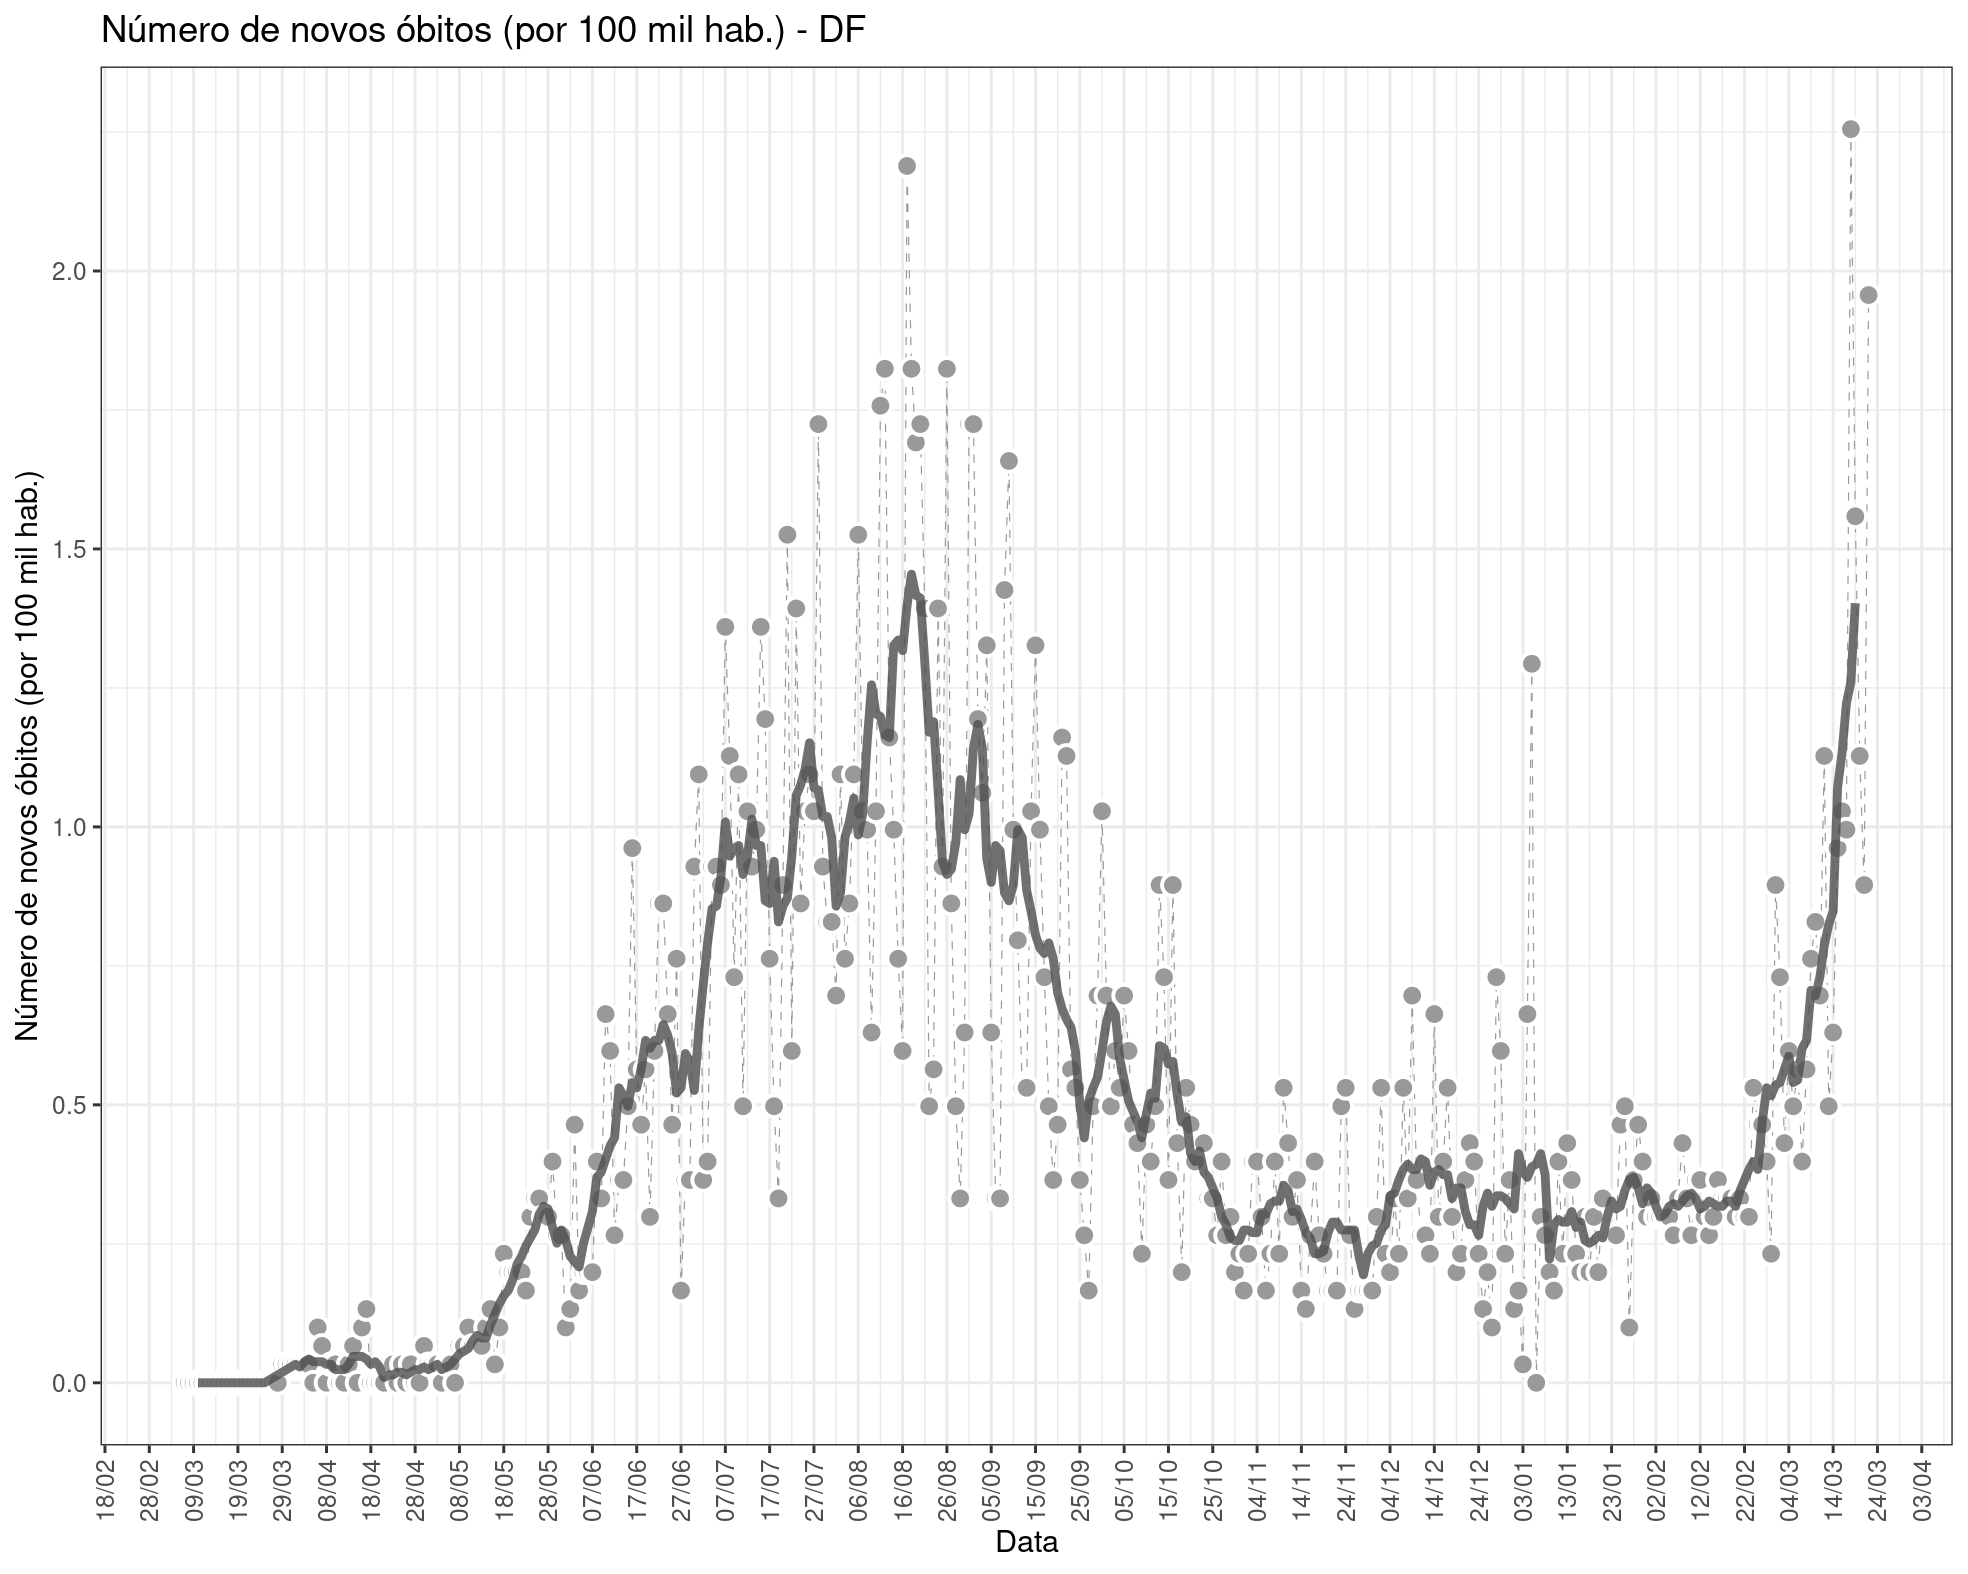 Número de novos óbitos (por 100 mil hab.) - DF
Número de novos óbitos (por 100 mil hab.)
2.0
1.5
1.0
0.5
0.0
18/02 28/02 09/03 19/03 29/03 08/04 18/04 28/04 08/05 18/05 28/05 07/06 17/06 27/06 07/07 17/07 27/07 06/08 16/08 26/08 05/09 15/09 25/09 05/10 15/10 25/10 04/11 14/11 24/11 04/12 14/12 24/12 03/01 13/01 23/01 02/02 12/02 22/02 04/03 14/03 24/03 03/04
Data